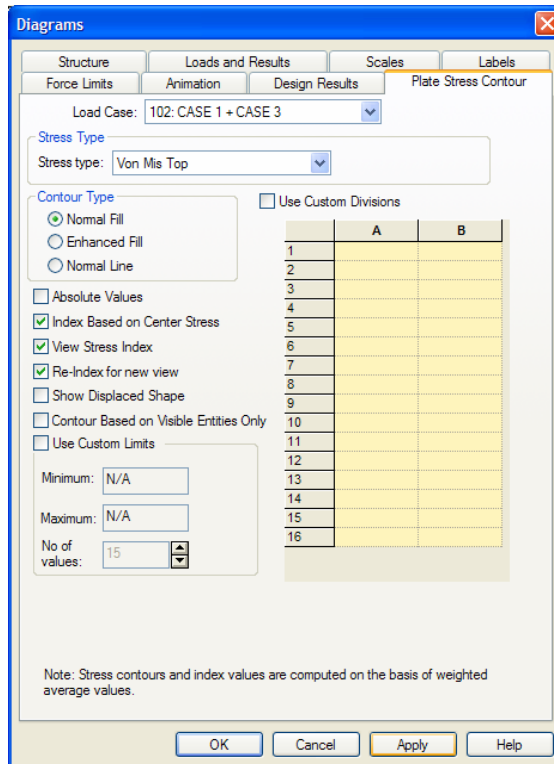 Diagrams
Structure Loads and Results Scales Labels
Force Limits Animation Design Results Plate Stress Contour
Load Case: 102: CASE 1 + CASE 3
Stress Type
Stress type: Von Mis Top
Contour Type
Normal Fill
Enhanced Fill
Normal Line
Use Custom Divisions
A B
1
2
3
4
5
6
7
8
9
10
11
12
13
14
15
16
Absolute Values
Index Based on Center Stress
View Stress Index
Re-Index for new view
Show Displaced Shape
Contour Based on Visible Entities Only
Use Custom Limits
Minimum: N/A
Maximum: N/A
No of
values: 15
Note: Stress contours and index values are computed on the basis of weighted
average values.
OK Cancel Apply Help